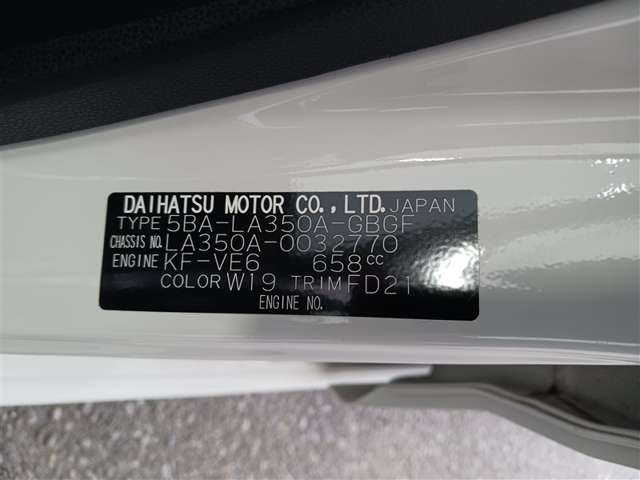 DAIHATSU MOTOR CO.,LTD. JAPAN
TYPE 5BA-LA350A-GBGF
CHASSIS NO. LA350A-0032770
ENGINE KF-VE6 658cc
COLOR W19 TRIM FD21
ENGINE NO.